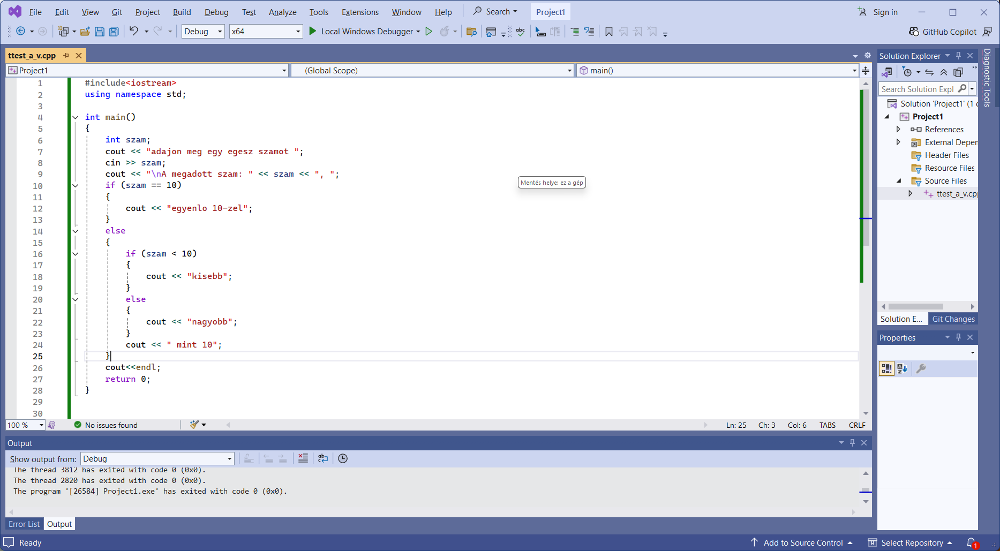 File Edit View Git Project Build Debug Test Analyze Tools Extensions Window Help Search Project1 Sign in
Debug x64 Local Windows Debugger abc GitHub Copilot
ttest_a_v.cpp
Project1 (Global Scope) main()
1 #include<iostream>
2 using namespace std;
3
4 int main()
5 {
6 int szam;
7 cout << "adajon meg egy egesz szamot ";
8 cin >> szam;
9 cout << "\nA megadott szam: " << szam << ", ";
10 if (szam == 10)
11 {
12 cout << "egyenlo 10-zel";
13 }
14 else
15 {
16 if (szam < 10)
17 {
18 cout << "kisebb";
19 }
20 else
21 {
22 cout << "nagyobb";
23 }
24 cout << " mint 10";
25 }
26 cout<<endl;
27 return 0;
28 }
29
30
Mentés helye: ez a gép
100 % No issues found Ln: 25 Ch: 3 Col: 6 TABS CRLF
Output
Show output from: Debug
The thread 3812 has exited with code 0 (0x0).
The thread 2820 has exited with code 0 (0x0).
The program '[26584] Project1.exe' has exited with code 0 (0x0).
Error List Output
Solution Explorer
Search Solution Expl
Solution 'Project1' (1 c
Project1
References
External Deper
Header Files
Resource Files
Source Files
ttest_a_v.cpp
Solution E... Git Changes
Properties
Diagnostic Tools
Ready Add to Source Control Select Repository 1